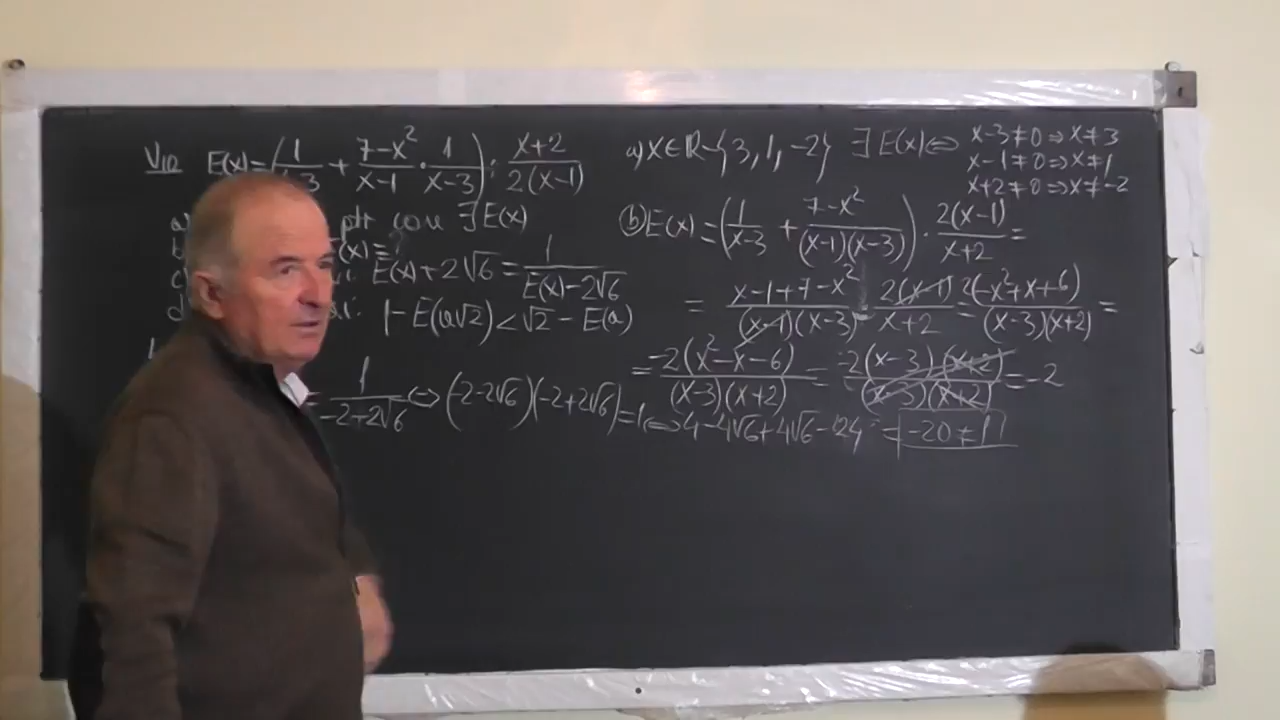 V10 E(x)=(1/x-3 + 7-x²/x-1 · 1/x-3) : x+2/2(x-1)
a) ptr care ∃E(x)
b) E(x)=?
c) E(x)+2√6=1/E(x)-2√6
d) 1-E(a√2)<√2-E(a)
=1/-2+2√6 ⇔ (-2-2√6)(-2+2√6)=1 ⇔ 4-4√6+4√6-24 = -20≠1
a) x∈R-{3,1,-2} ∃E(x)⇔ x-3≠0⇒x≠3
x-1≠0⇒x≠1
x+2≠0⇒x≠-2
b) E(x)=(1/x-3 + 7-x²/(x-1)(x-3)) · 2(x-1)/x+2 =
= x-1+7-x²/(x-1)(x-3) · 2(x-1)/x+2 = 2(-x²+x+6)/(x-3)(x+2) =
= -2(x²-x-6)/(x-3)(x+2) = -2(x-3)(x+2)/(x-3)(x+2) = -2